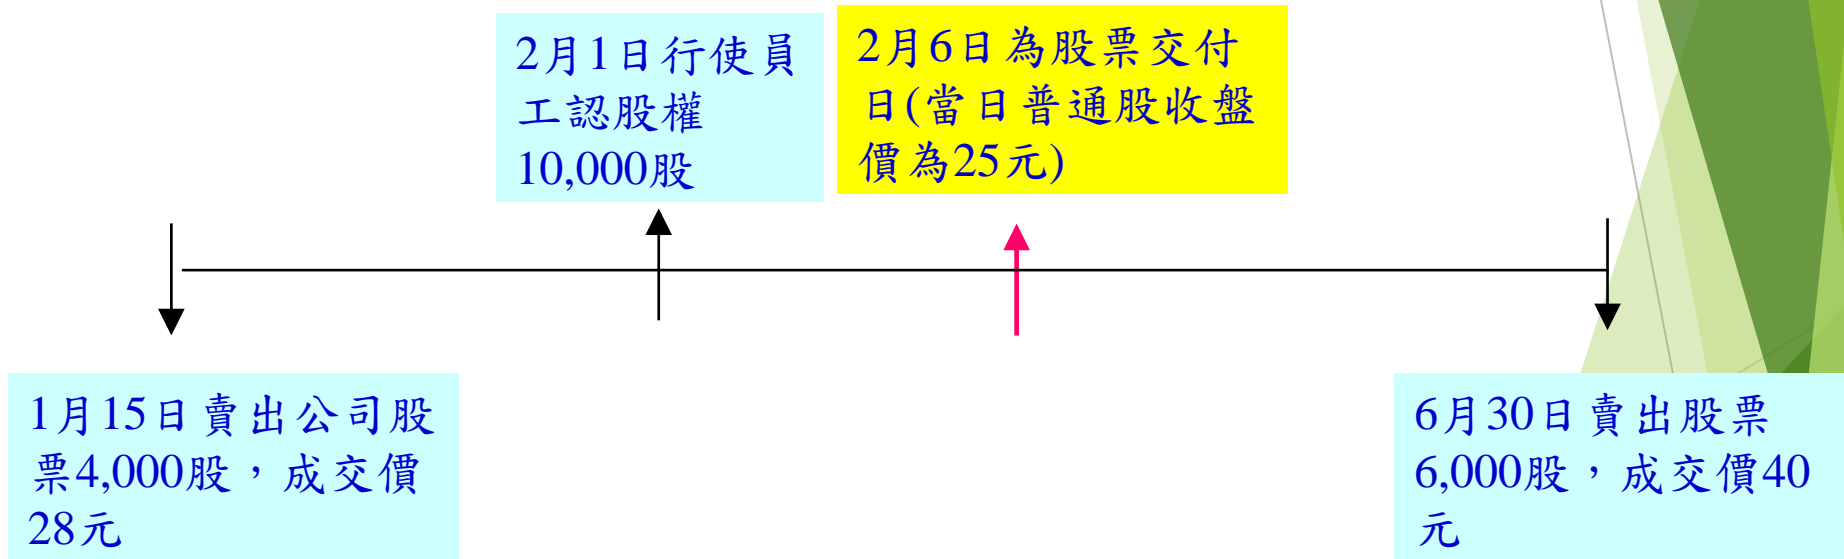 2月1日行使員
工認股權
10,000股
2月6日為股票交付
日(當日普通股收盤
價為25元)
1月15日賣出公司股
票4,000股，成交價
28元
6月30日賣出股票
6,000股，成交價40
元